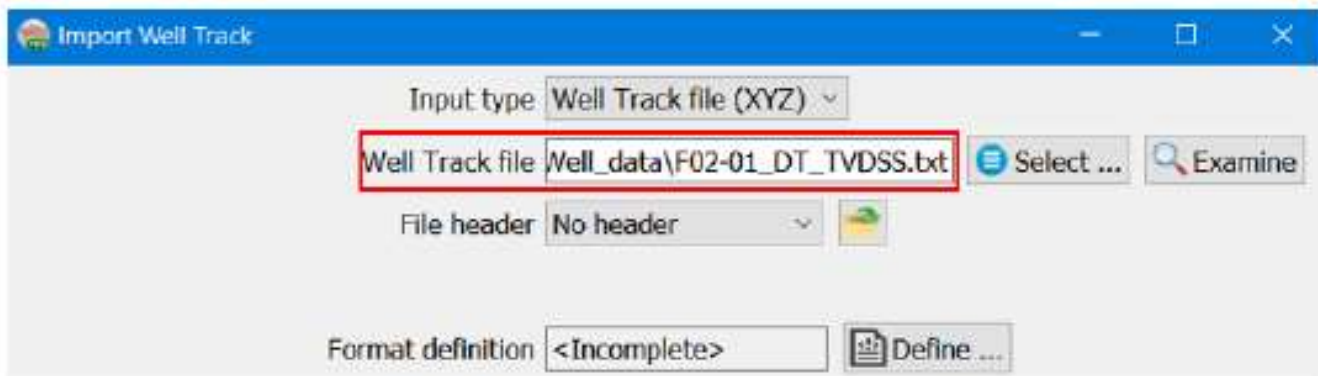 Import Well Track
Input type Well Track file (XYZ)
Well Track file Well_data\F02-01_DT_TVDSS.txt Select ... Examine
File header No header
Format definition <Incomplete> Define ...